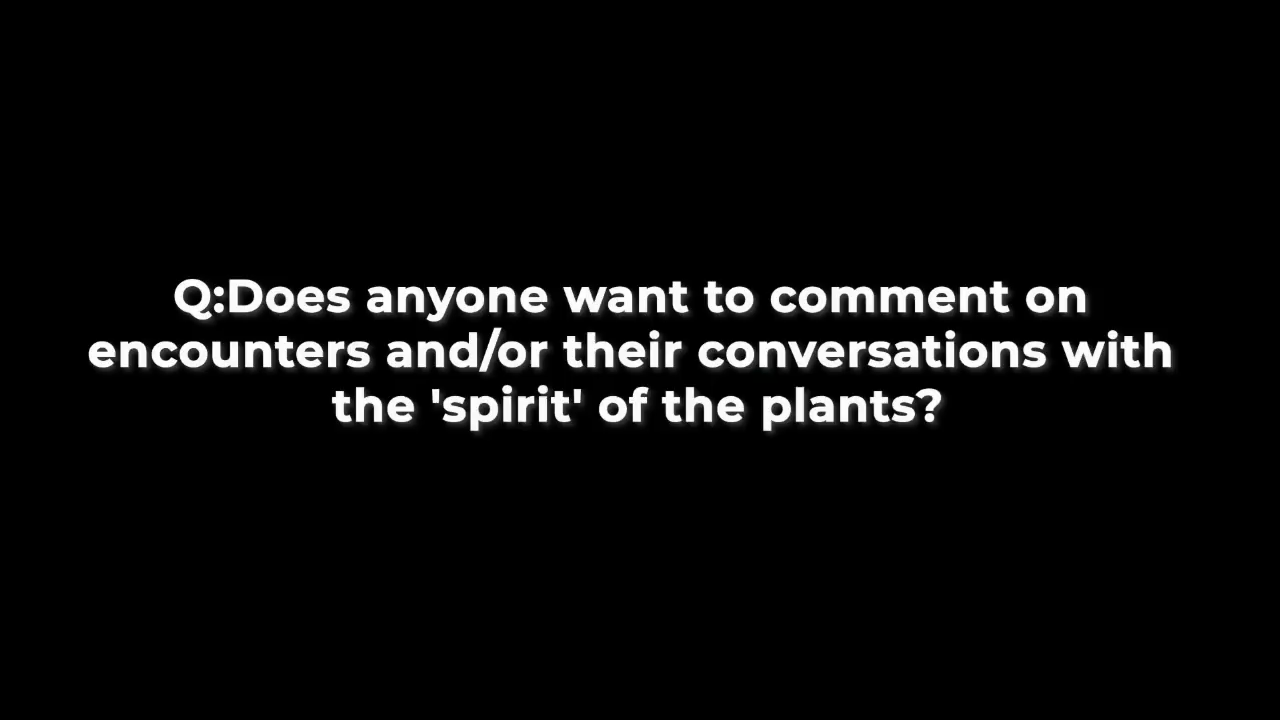 Q:Does anyone want to comment on
encounters and/or their conversations with
the 'spirit' of the plants?